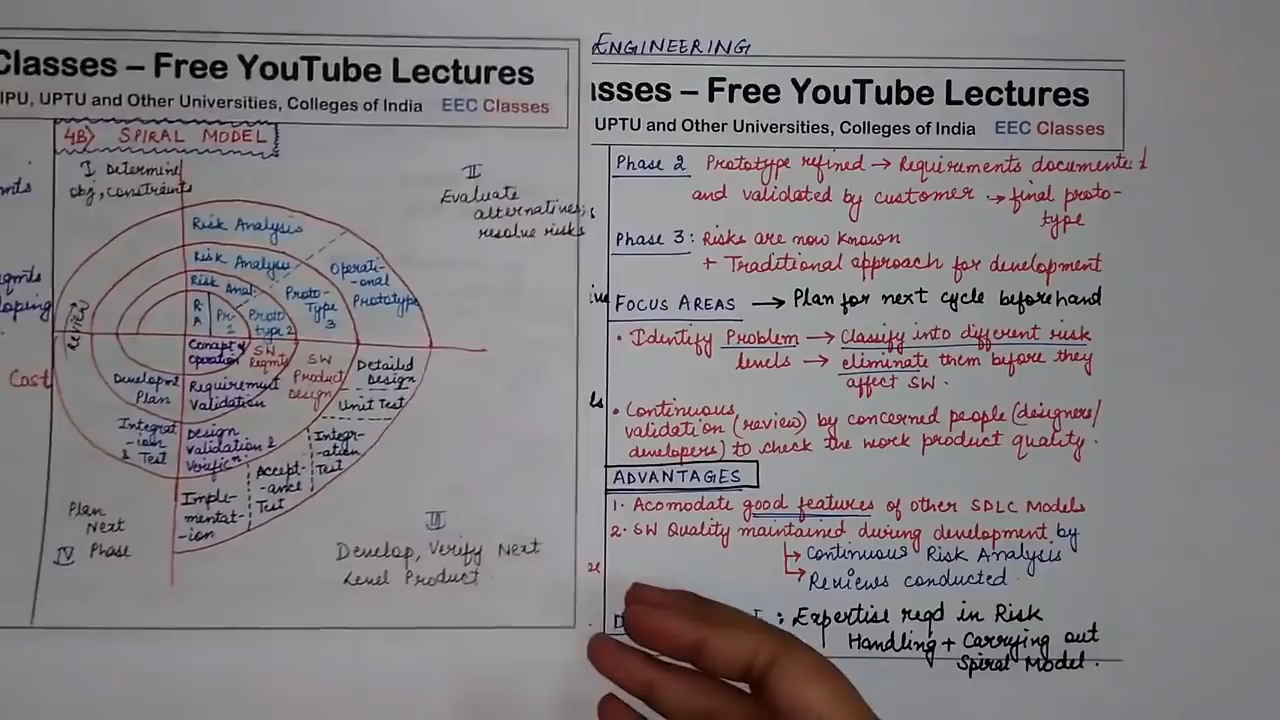 Classes – Free YouTube Lectures
IPU, UPTU and Other Universities, Colleges of India EEC Classes
4B> SPIRAL MODEL
I Determine
obj, constraints
II
Evaluate
alternatives,
resolve risks
Risk Analysis
Risk Analysis
Risk Anal.
R
A
Pr-
1
Proto
type 2
Proto-
Type
3
Operati-
-onal
Prototype
Review
Concept of
Operation
SW
Reqmts
SW
Product
Design
Detailed
Design
Developmt
Plan
Requiremt
Validation
Unit Test
Integrat
-ion
& Test
Design
Validation &
Verific
Integr-
-ation
Test
Accept-
-ance
Test
Imple-
mentat-
-ion
Plan
Next
IV Phase
III
Develop, Verify Next
Level Product
Cost
ENGINEERING
asses – Free YouTube Lectures
UPTU and Other Universities, Colleges of India EEC Classes
Phase 2 Prototype refined → Requirements documented
and validated by customer → final proto-
type
Phase 3: Risks are now known
+ Traditional approach for development
FOCUS AREAS → Plan for next cycle beforehand
• Identify Problem → Classify into different risk
levels → eliminate them before they
affect SW.
• Continuous
validation (review) by concerned people (designers/
developers) to check the work product quality.
ADVANTAGES
1. Acomodate good features of other SDLC Models
2. SW Quality maintained during development by
↳ Continuous Risk Analysis
↳ Reviews conducted.
: Expertise reqd in Risk
Handling + Carrying out
Spiral Model.